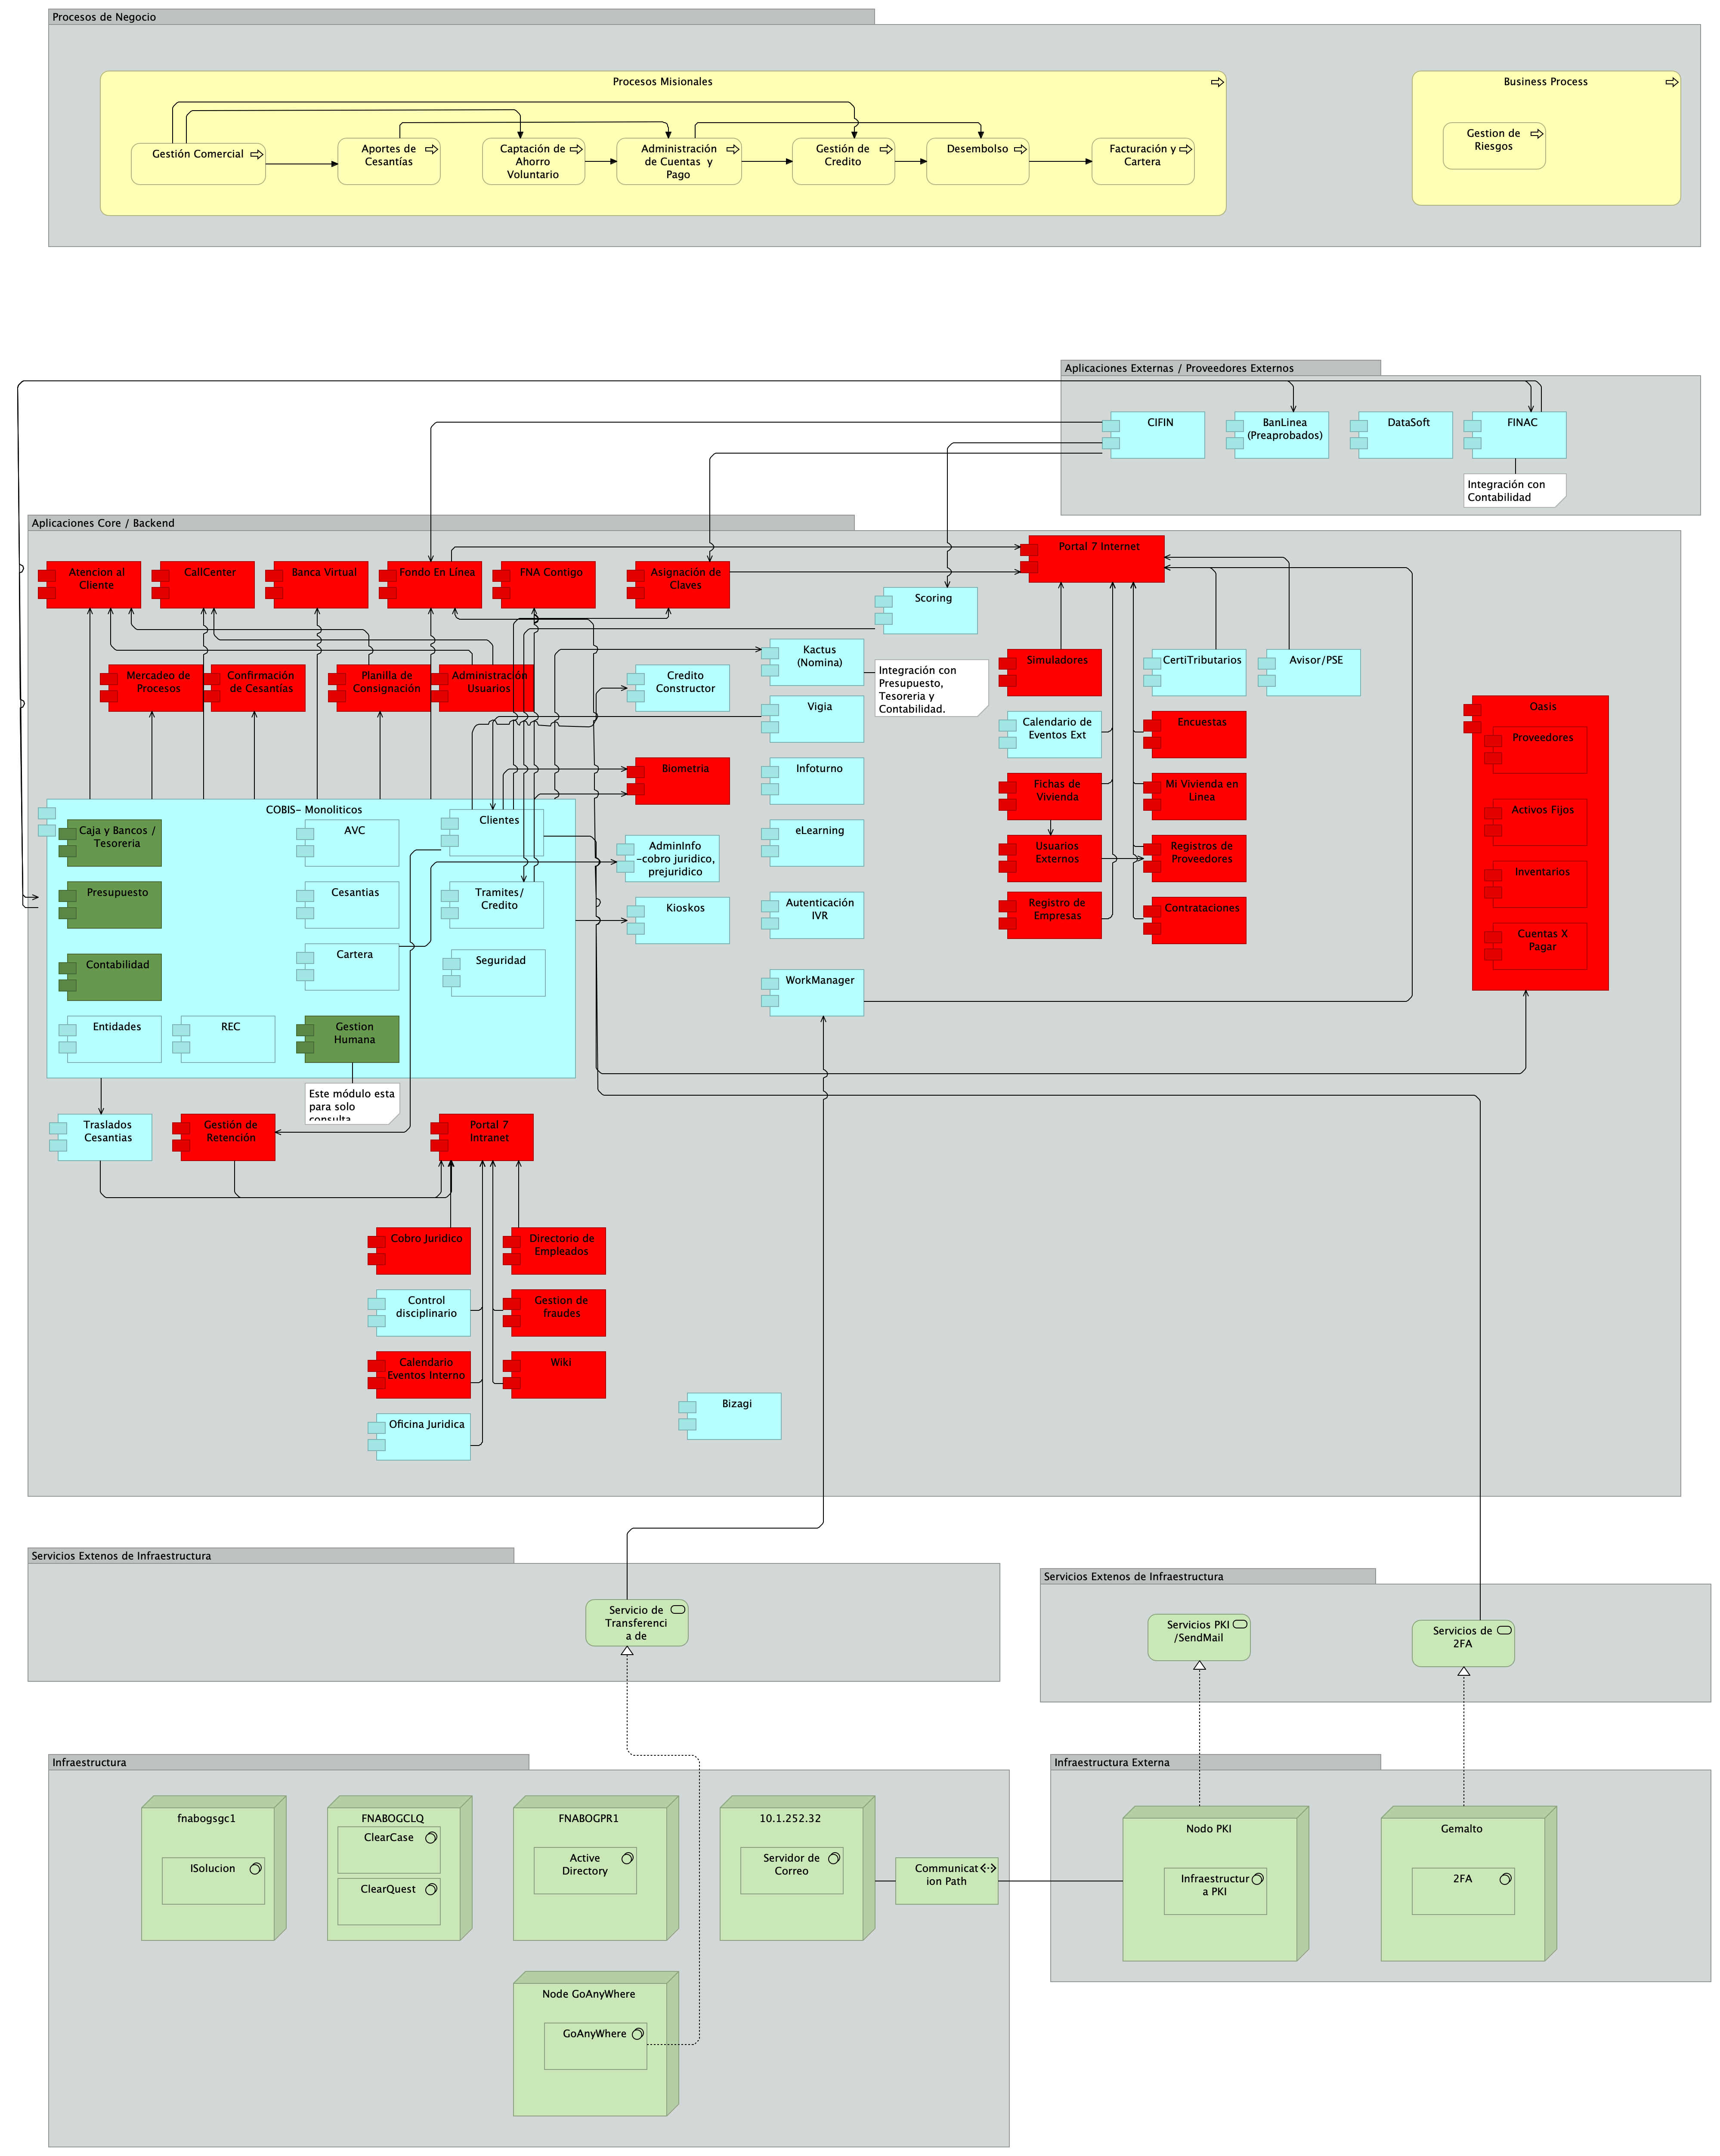 Procesos de Negocio
Procesos Misionales
Gestión Comercial
Aportes de
Cesantías
Captación de
Ahorro
Voluntario
Administración
de Cuentas y
Pago
Gestión de
Credito
Desembolso
Facturación y
Cartera
Business Process
Gestion de
Riesgos
Aplicaciones Externas / Proveedores Externos
CIFIN
BanLinea
(Preaprobados)
DataSoft
FINAC
Integración con
Contabilidad
Aplicaciones Core / Backend
Atencion al
Cliente
CallCenter
Banca Virtual
Fondo En Línea
FNA Contigo
Asignación de
Claves
Portal 7 Internet
Scoring
Mercadeo de
Procesos
Confirmación
de Cesantías
Planilla de
Consignación
Administración
Usuarios
Credito
Constructor
Kactus
(Nomina)
Integración con
Presupuesto,
Tesoreria y
Contabilidad.
Simuladores
CertiTributarios
Avisor/PSE
Vigia
Calendario de
Eventos Ext
Encuestas
Oasis
Proveedores
Activos Fijos
Inventarios
Cuentas X
Pagar
Biometria
Infoturno
Fichas de
Vivienda
Mi Vivienda en
Linea
COBIS- Monoliticos
Caja y Bancos /
Tesoreria
AVC
Clientes
Presupuesto
Cesantias
Tramites/
Credito
Contabilidad
Cartera
Seguridad
Entidades
REC
Gestion
Humana
Este módulo esta
para solo
consulta
AdminInfo
-cobro juridico,
prejuridico
eLearning
Usuarios
Externos
Registros de
Proveedores
Kioskos
Autenticación
IVR
Registro de
Empresas
Contrataciones
WorkManager
Traslados
Cesantias
Gestión de
Retención
Portal 7
Intranet
Cobro Jurídico
Directorio de
Empleados
Control
disciplinario
Gestion de
fraudes
Calendario
Eventos Interno
Wiki
Oficina Juridica
Bizagi
Servicios Extenos de Infraestructura
Servicio de
Transferenci
a de
Servicios Extenos de Infraestructura
Servicios PKI
/SendMail
Servicios de
2FA
Infraestructura
fnabogsgc1
ISolucion
FNABOGCLQ
ClearCase
ClearQuest
FNABOGPR1
Active
Directory
10.1.252.32
Servidor de
Correo
Communicat
ion Path
Node GoAnyWhere
GoAnyWhere
Infraestructura Externa
Nodo PKI
Infraestructur
a PKI
Gemalto
2FA